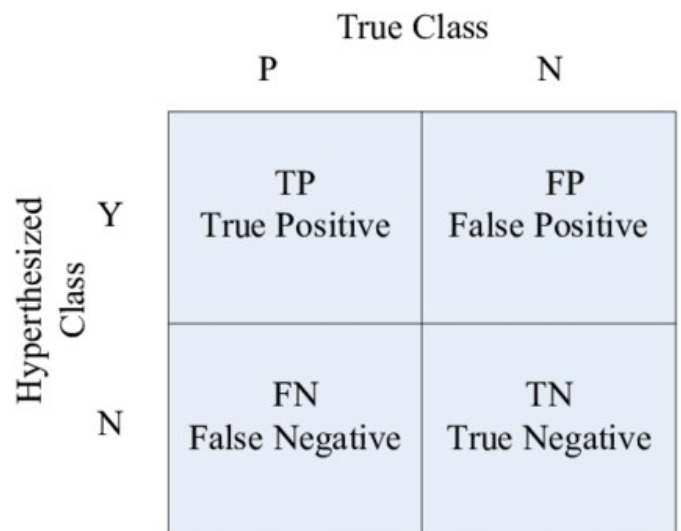 True Class
P
N
Hyperthesized
Class
Y
TP
True Positive
FP
False Positive
N
FN
False Negative
TN
True Negative